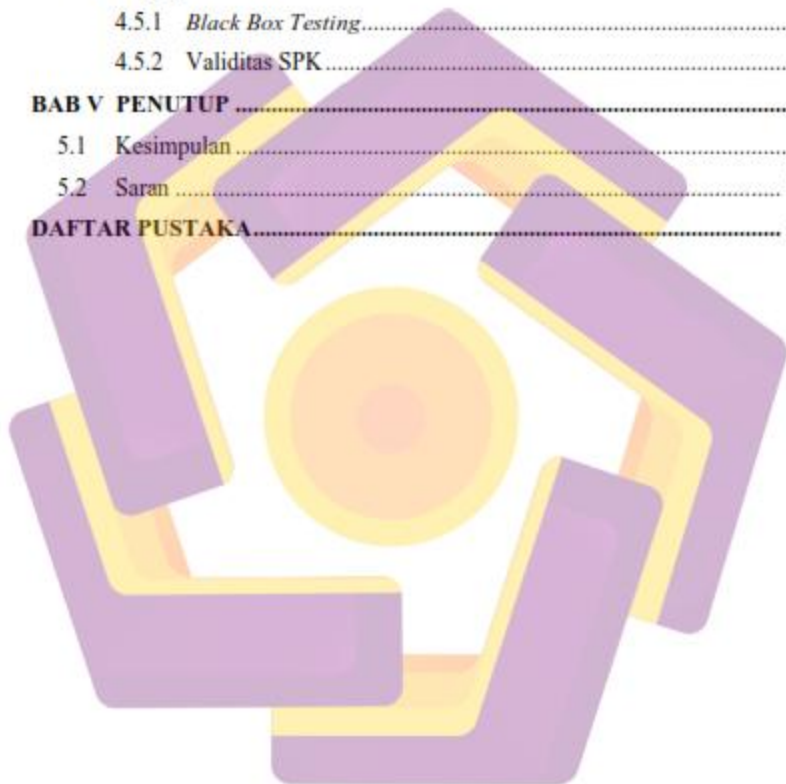 4.5.1 Black Box Testing..........................................................................
4.5.2 Validitas SPK................................................................................
BAB V PENUTUP................................................................................................
5.1 Kesimpulan.............................................................................................
5.2 Saran......................................................................................................
DAFTAR PUSTAKA............................................................................................